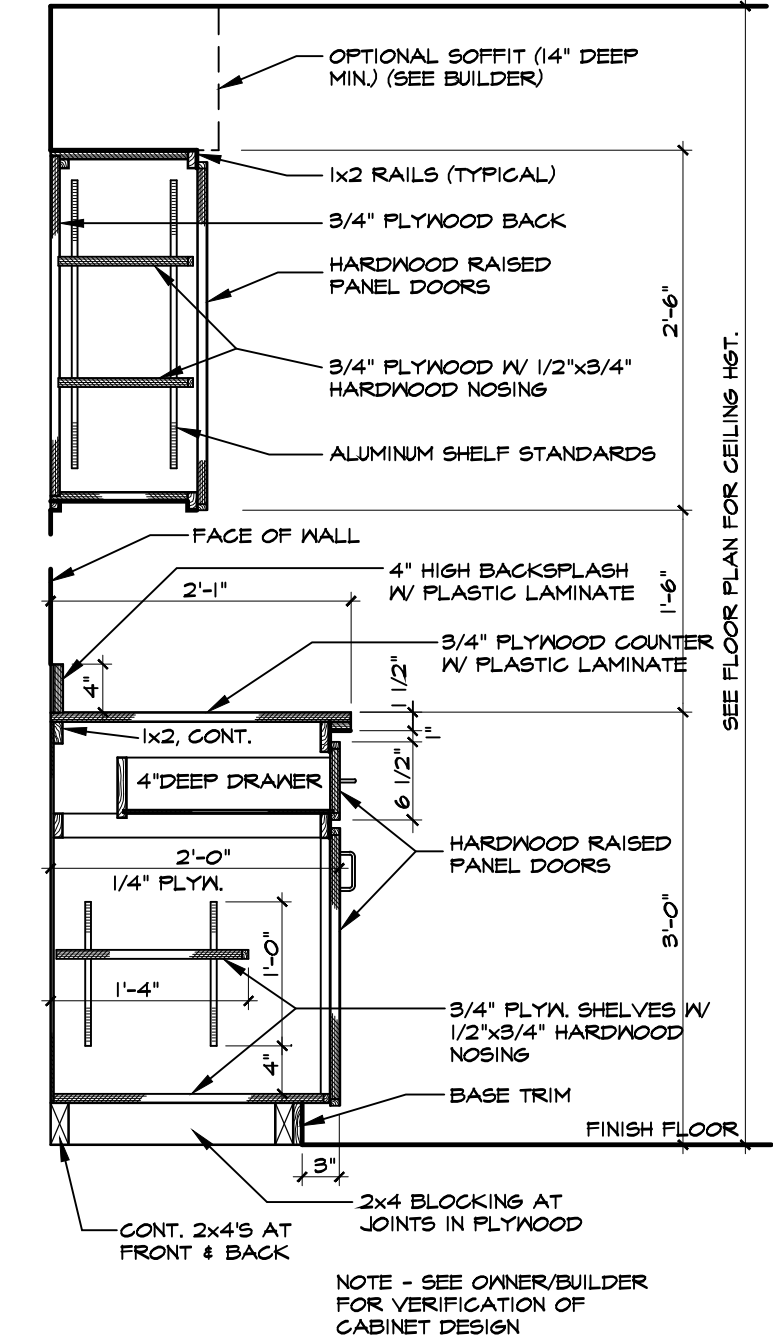 OPTIONAL SOFFIT (14" DEEP
MIN.) (SEE BUILDER)
1x2 RAILS (TYPICAL)
3/4" PLYWOOD BACK
HARDWOOD RAISED
PANEL DOORS
2'-6"
3/4" PLYWOOD W/ 1/2"x3/4"
HARDWOOD NOSING
ALUMINUM SHELF STANDARDS
SEE FLOOR PLAN FOR CEILING HGT.
FACE OF WALL
4" HIGH BACKSPLASH
W/ PLASTIC LAMINATE
2'-1"
1'-6"
3/4" PLYWOOD COUNTER
W/ PLASTIC LAMINATE
4"
1 1/2"
1"
1x2, CONT.
4"DEEP DRAWER
6 1/2"
HARDWOOD RAISED
PANEL DOORS
2'-0"
1/4" PLYW.
1'-0"
3'-0"
1'-4"
3/4" PLYW. SHELVES W/
1/2"x3/4" HARDWOOD
NOSING
4"
BASE TRIM
FINISH FLOOR
3"
2x4 BLOCKING AT
JOINTS IN PLYWOOD
CONT. 2x4'S AT
FRONT & BACK
NOTE - SEE OWNER/BUILDER
FOR VERIFICATION OF
CABINET DESIGN